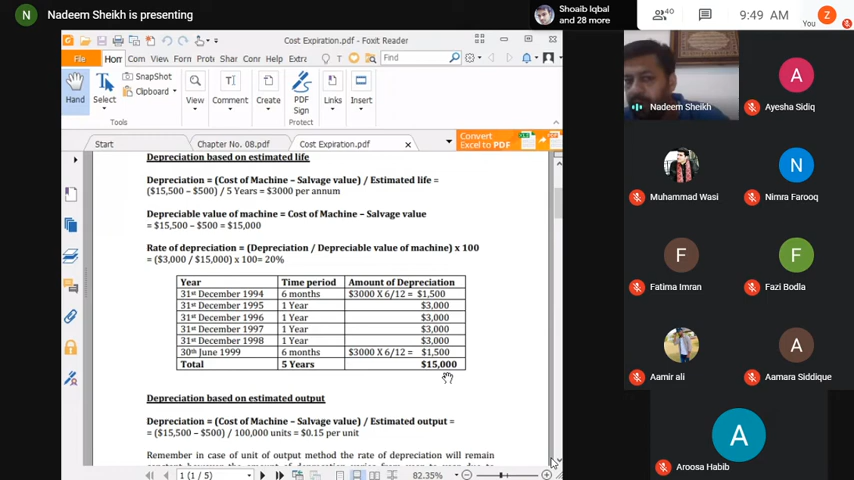 N Nadeem Sheikh is presenting
Shoaib Iqbal
and 28 more
40
9:49 AM
You
Z
Cost Expiration.pdf - Foxit Reader
File
Hom
Com
View
Form
Prot
Shar
Conr
Help
Extra
Find
Hand
Select
SnapShot
Clipboard
View
Comment
Create
PDF
Sign
Links
Insert
Tools
Protect
Start
Chapter No. 08.pdf
Cost Expiration.pdf
Convert
Excel to PDF
Depreciation based on estimated life
Depreciation = (Cost of Machine – Salvage value) / Estimated life =
($15,500 – $500) / 5 Years = $3000 per annum
Depreciable value of machine = Cost of Machine – Salvage value
= $15,500 – $500 = $15,000
Rate of depreciation = (Depreciation / Depreciable value of machine) x 100
= ($3,000 / $15,000) x 100= 20%
Year Time period Amount of Depreciation
31st December 1994 6 months $3000 X 6/12 = $1,500
31st December 1995 1 Year $3,000
31st December 1996 1 Year $3,000
31st December 1997 1 Year $3,000
31st December 1998 1 Year $3,000
30th June 1999 6 months $3000 X 6/12 = $1,500
Total 5 Years $15,000
Depreciation based on estimated output
Depreciation = (Cost of Machine – Salvage value) / Estimated output =
= ($15,500 – $500) / 100,000 units = $0.15 per unit
Remember in case of unit of output method the rate of depreciation will remain
1 (1 / 5)
82.35%
Nadeem Sheikh
A
Ayesha Sidiq
Muhammad Wasi
N
Nimra Farooq
F
Fatima Imran
F
Fazi Bodla
Aamir ali
A
Aamara Siddique
A
Aroosa Habib